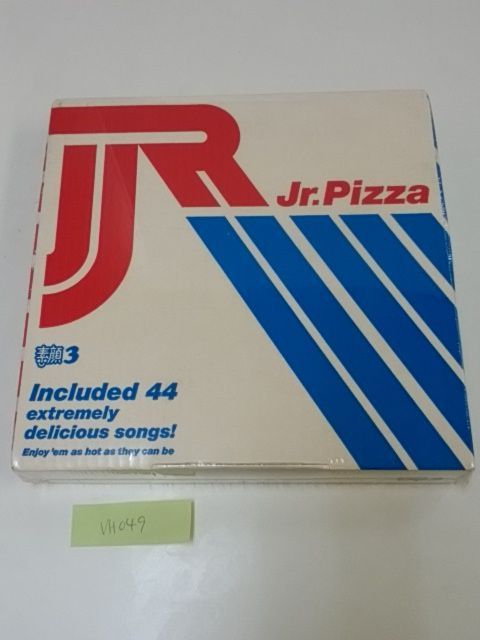 JR
Jr.Pizza
素顔3
Included 44
extremely
delicious songs!
Enjoy 'em as hot as they can be
VH049